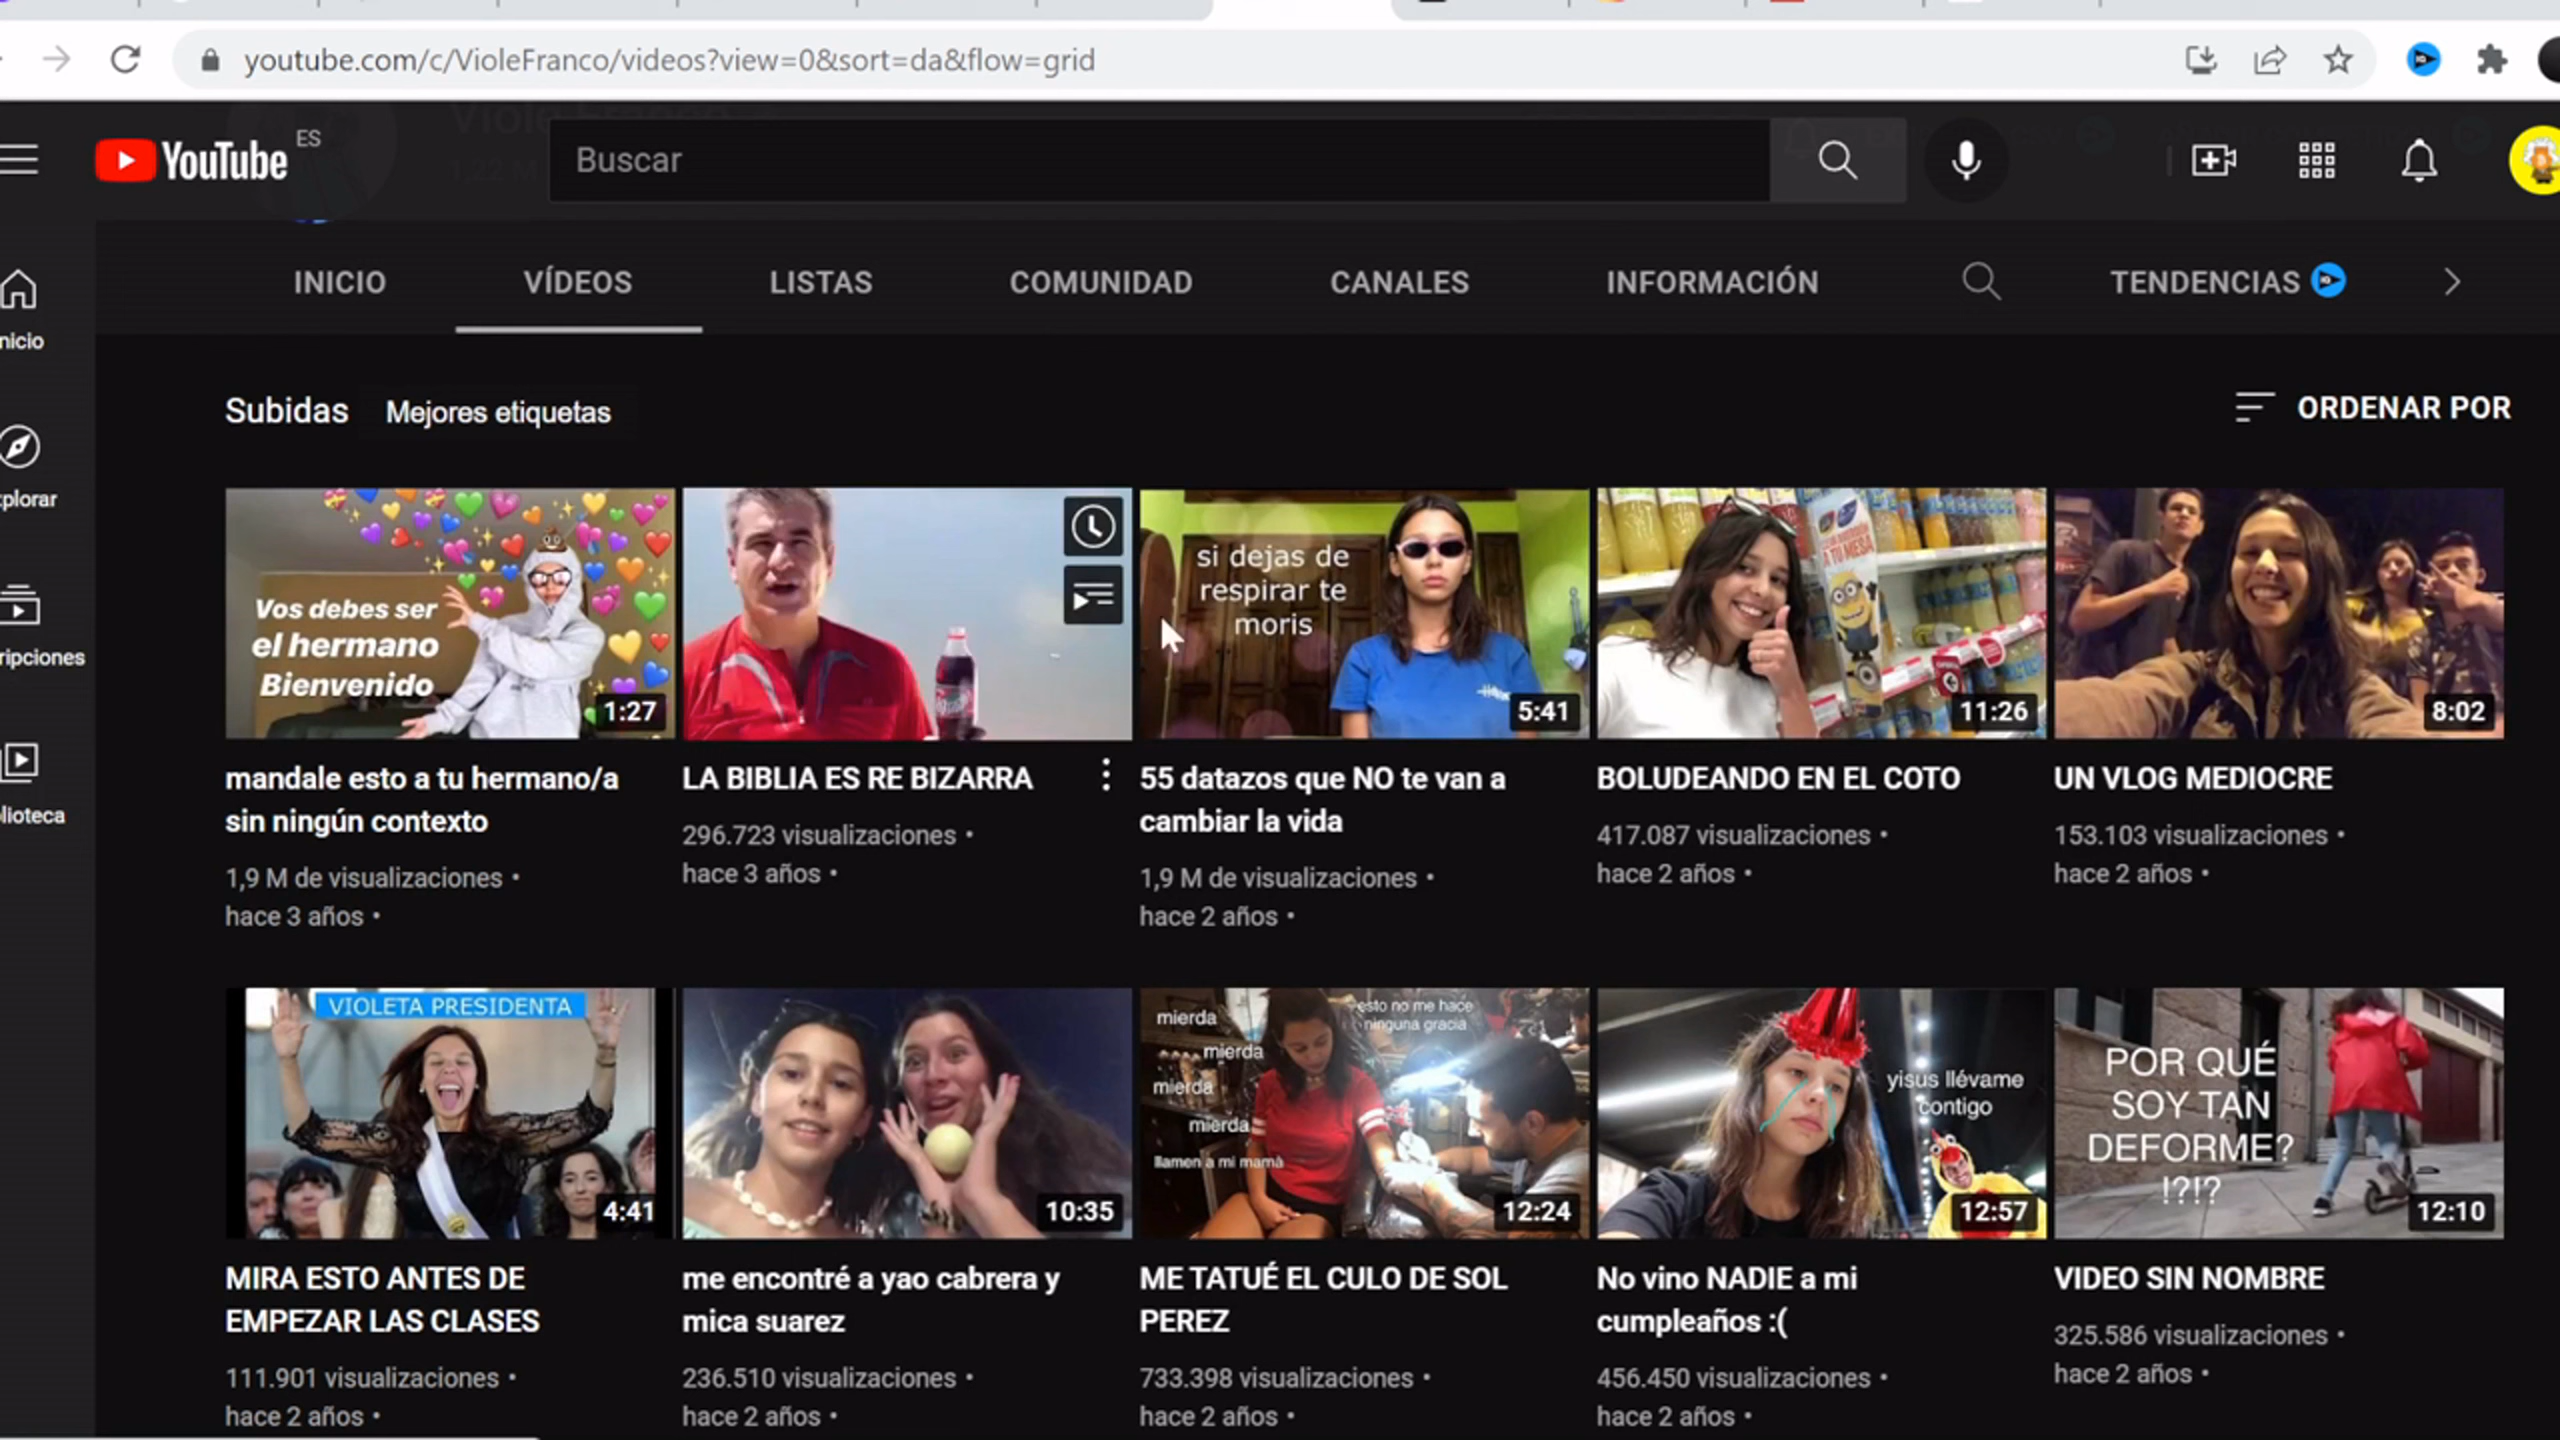 youtube.com/c/VioleFranco/videos?view=0&sort=da&flow=grid
YouTube ES
Buscar
INICIO VÍDEOS LISTAS COMUNIDAD CANALES INFORMACIÓN TENDENCIAS
nicio
plorar
ripciones
lioteca
Subidas Mejores etiquetas ORDENAR POR
Vos debes ser
el hermano
Bienvenido
1:27
si dejas de
respirar te
moris
5:41
A TU MESA
11:26
8:02
mandale esto a tu hermano/a
sin ningún contexto
1,9 M de visualizaciones •
hace 3 años •
LA BIBLIA ES RE BIZARRA
296.723 visualizaciones •
hace 3 años •
55 datazos que NO te van a
cambiar la vida
1,9 M de visualizaciones •
hace 2 años •
BOLUDEANDO EN EL COTO
417.087 visualizaciones •
hace 2 años •
UN VLOG MEDIOCRE
153.103 visualizaciones •
hace 2 años •
VIOLETA PRESIDENTA
4:41
10:35
mierda
mierda
mierda
mierda
llamen a mi mamà
esto no me hace
ninguna gracia
12:24
yisus llévame
contigo
12:57
POR QUÉ
SOY TAN
DEFORME?
!?!?
12:10
MIRA ESTO ANTES DE
EMPEZAR LAS CLASES
111.901 visualizaciones •
hace 2 años •
me encontré a yao cabrera y
mica suarez
236.510 visualizaciones •
hace 2 años •
ME TATUÉ EL CULO DE SOL
PEREZ
733.398 visualizaciones •
hace 2 años •
No vino NADIE a mi
cumpleaños :(
456.450 visualizaciones •
hace 2 años •
VIDEO SIN NOMBRE
325.586 visualizaciones •
hace 2 años •